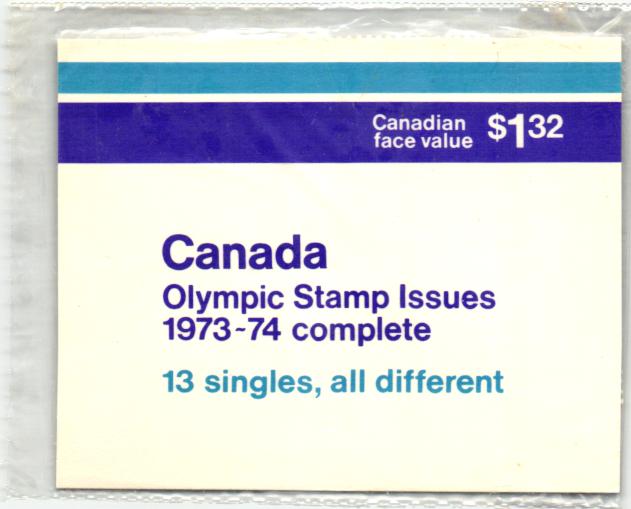 Canadian
face value $1.32
Canada
Olympic Stamp Issues
1973-74 complete
13 singles, all different